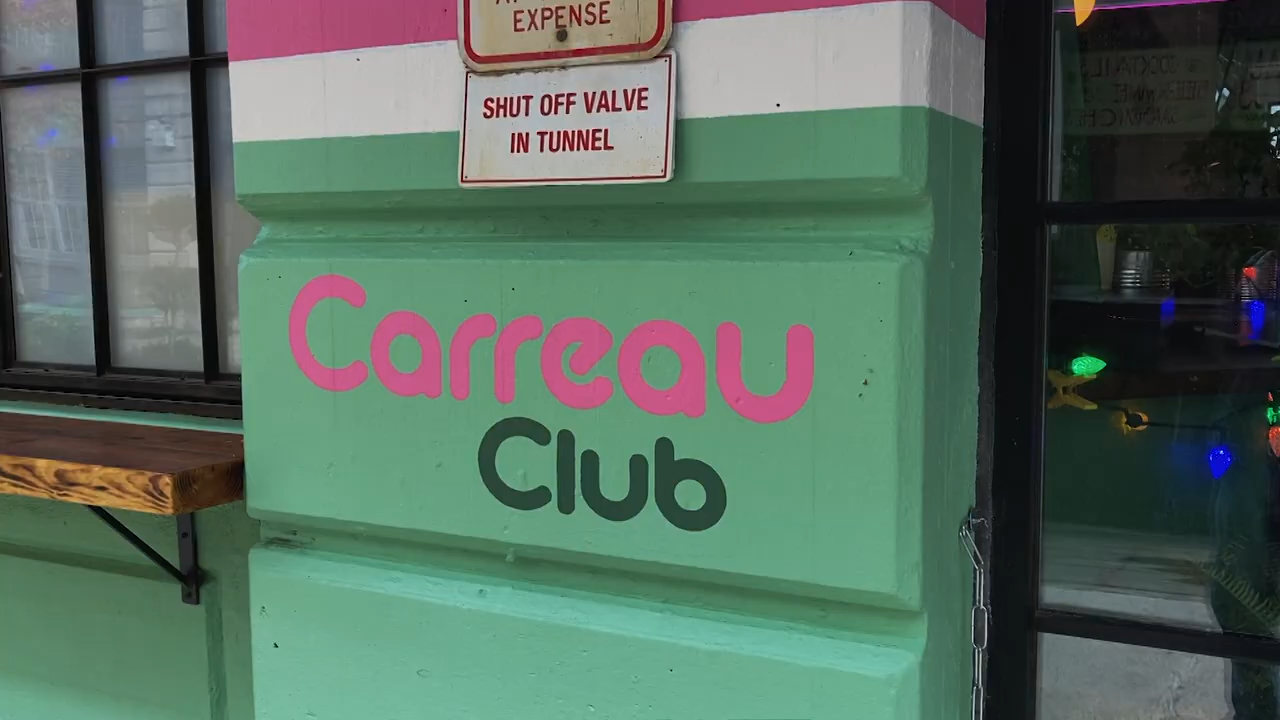 EXPENSE
SHUT OFF VALVE
IN TUNNEL
Carreau
Club